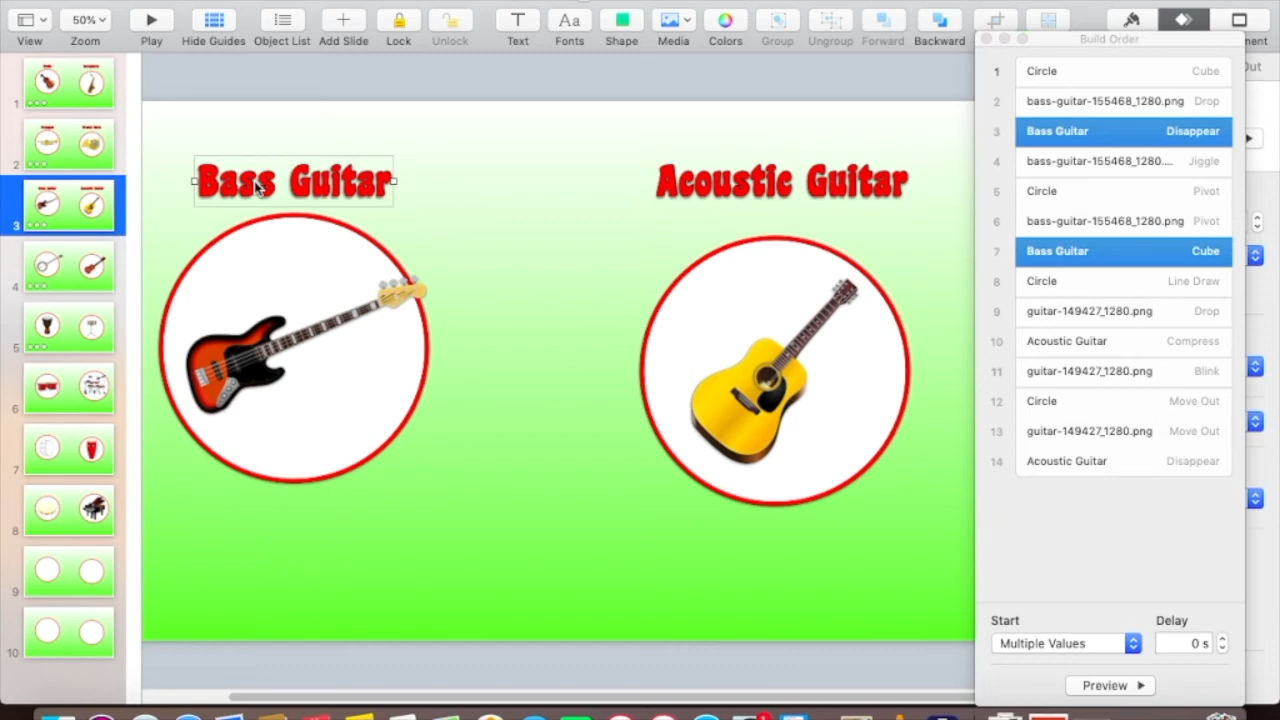 50%
View
Zoom
Play
Hide Guides
Object List
Add Slide
Lock
Unlock
Text
Fonts
Shape
Media
Colors
Group
Ungroup
Forward
Backward
Build Order
1 Circle Cube
2 bass-guitar-155468_1280.png Drop
3 Bass Guitar Disappear
4 bass-guitar-155468_1280.... Jiggle
5 Circle Pivot
6 bass-guitar-155468_1280.png Pivot
7 Bass Guitar Cube
8 Circle Line Draw
9 guitar-149427_1280.png Drop
10 Acoustic Guitar Compress
11 guitar-149427_1280.png Blink
12 Circle Move Out
13 guitar-149427_1280.png Move Out
14 Acoustic Guitar Disappear
Start
Delay
Multiple Values
0 s
Preview
Bass Guitar
Acoustic Guitar
1
2
3
4
5
6
7
8
9
10